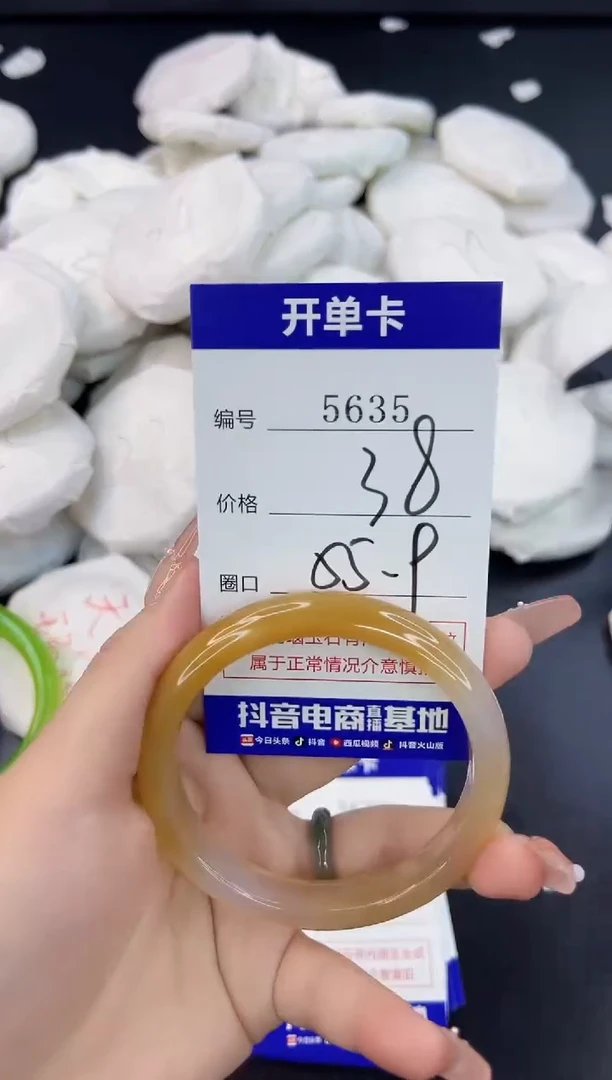 开单卡
编号 5635
价格 38
圈口 55-9
属于正常情况介意慎
抖音电商直播基地
今日头条 抖音 西瓜视频 抖音火山版